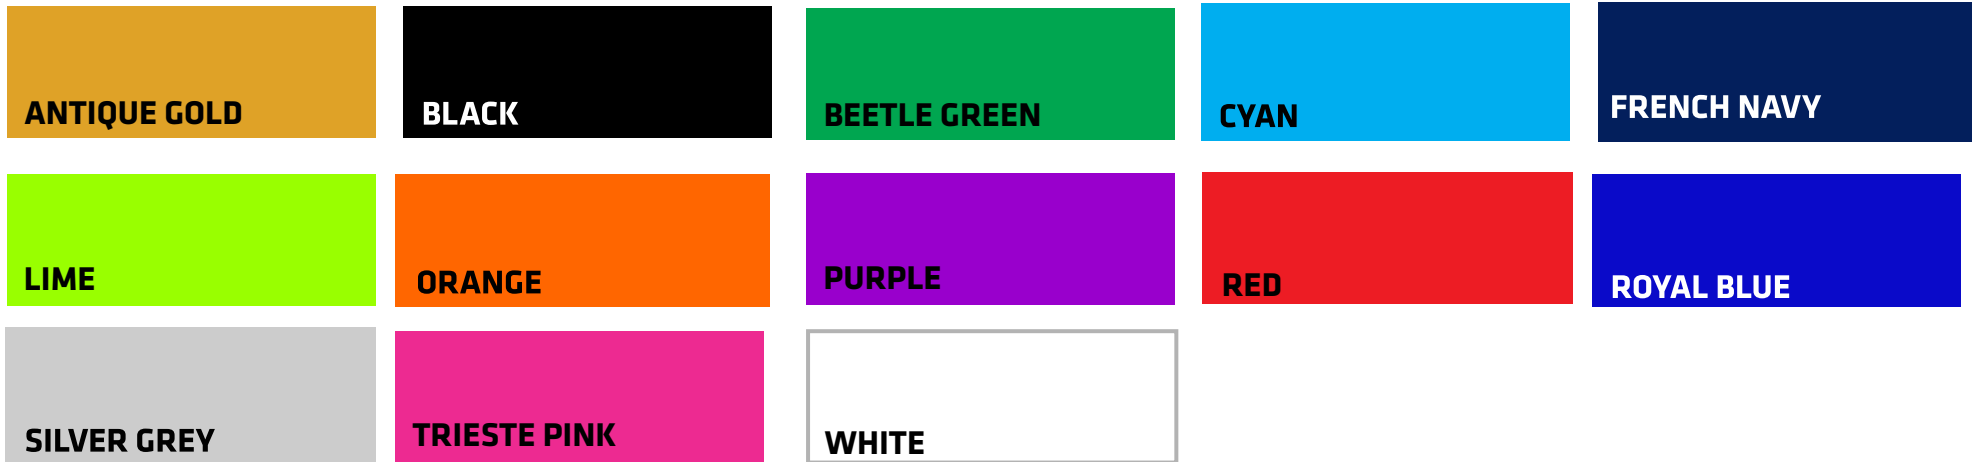 ANTIQUE GOLD
BLACK
BEETLE GREEN
CYAN
FRENCH NAVY
LIME
ORANGE
PURPLE
RED
ROYAL BLUE
SILVER GREY
TRIESTE PINK
WHITE